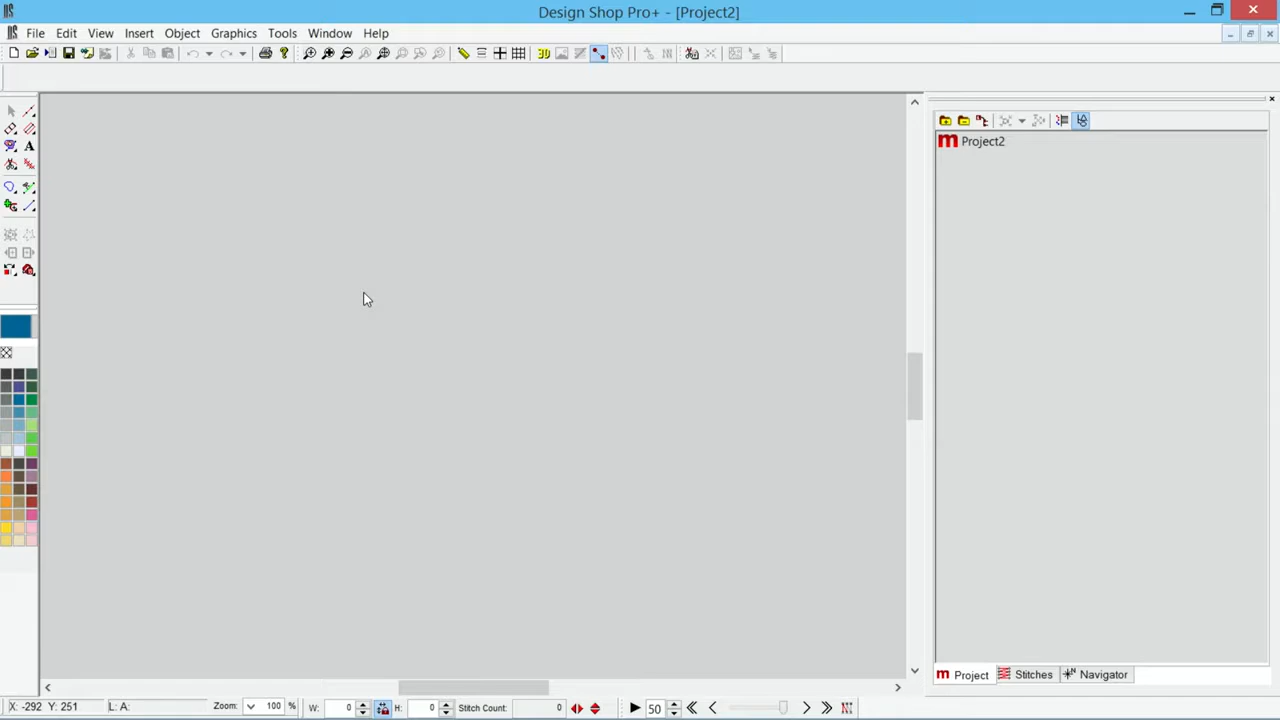 Design Shop Pro+ - [Project2]
File Edit View Insert Object Graphics Tools Window Help
3D
A
m Project2
m Project Stitches N Navigator
X: -292 Y: 251 L: A: Zoom: 100 % W: 0 H: 0 Stitch Count: 0 50